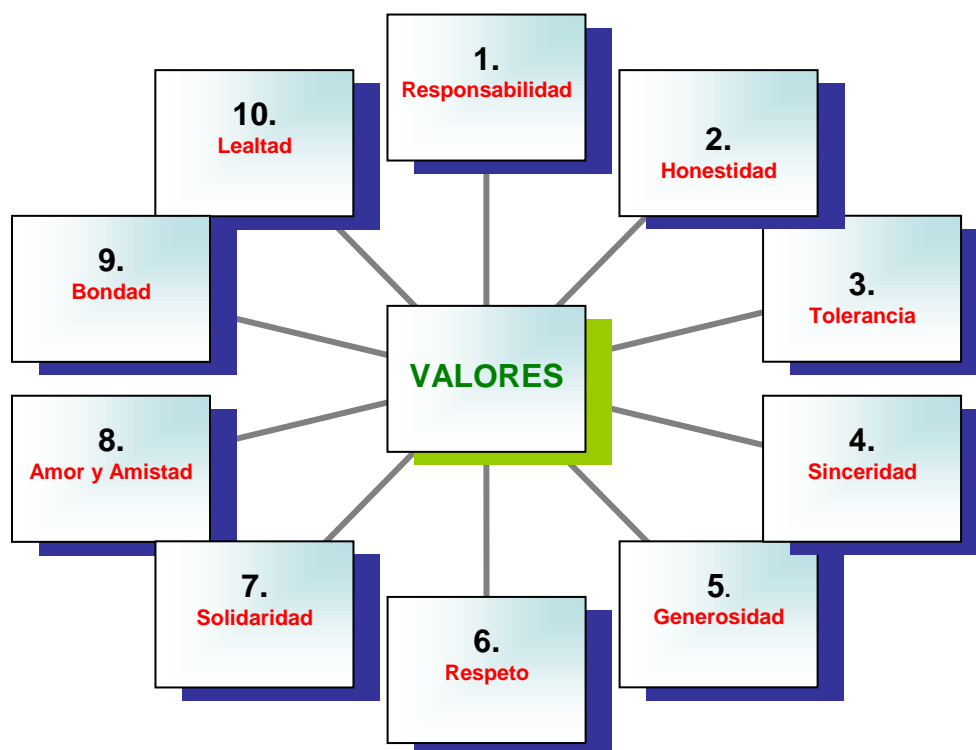 1.
Responsabilidad
2.
Honestidad
3.
Tolerancia
4.
Sinceridad
5.
Generosidad
6.
Respeto
7.
Solidaridad
8.
Amor y Amistad
9.
Bondad
10.
Lealtad
VALORES